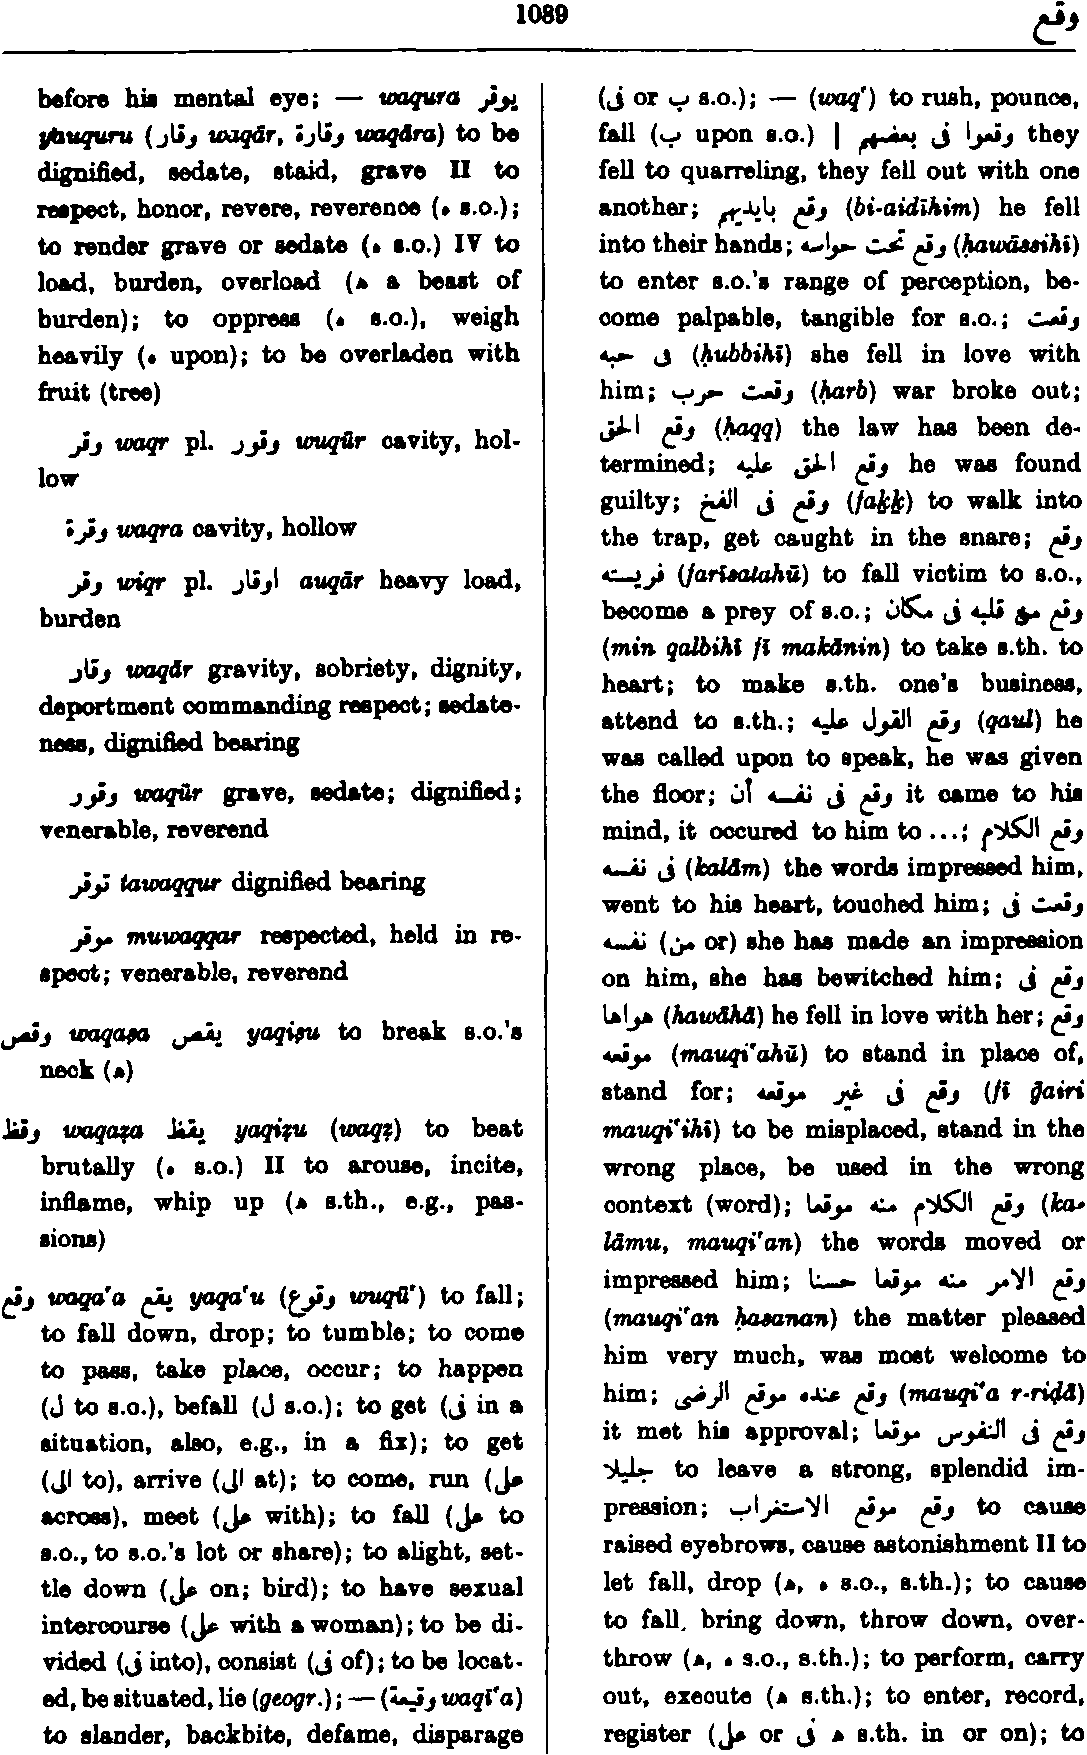 1089
وقع
before his mental eye; — waqura يوقر
yauquru (وقار waqār, وقارة waqāra) to be
dignified, sedate, staid, grave II to
respect, honor, revere, reverence (ه s.o.);
to render grave or sedate (ه s.o.) IV to
load, burden, overload (ه a beast of
burden); to oppress (ه s.o.), weigh
heavily (ه upon); to be overladen with
fruit (tree)
وقر waqr pl. وقور wuqūr cavity, hol-
low
وقرة waqra cavity, hollow
وقر wiqr pl. اوقار auqār heavy load,
burden
وقار waqār gravity, sobriety, dignity,
deportment commanding respect; sedate-
ness, dignified bearing
وقور waqūr grave, sedate; dignified;
venerable, reverend
توقر tawaqqur dignified bearing
موقر muwaqqar respected, held in re-
spect; venerable, reverend
وقص waqaṣa يقص yaqiṣu to break s.o.'s
neck (ه)
وقظ waqaẓa يقظ yaqiẓu (waqẓ) to beat
brutally (ه s.o.) II to arouse, incite,
inflame, whip up (ه s.th., e.g., pas-
sions)
وقع waqa'a يقع yaqa'u (وقوع wuqū') to fall;
to fall down, drop; to tumble; to come
to pass, take place, occur; to happen
(ل to s.o.), befall (ل s.o.); to get (فى in a
situation, also, e.g., in a fix); to get
(الى to), arrive (الى at); to come, run (على
across), meet (على with); to fall (على to
s.o., to s.o.'s lot or share); to alight, set-
tle down (على on; bird); to have sexual
intercourse (على with a woman); to be di-
vided (فى into), consist (فى of); to be locat-
ed, be situated, lie (geogr.); — (وقيعة waqī'a)
to slander, backbite, defame, disparage
(فى or ب s.o.); — (waq') to rush, pounce,
fall (ب upon s.o.) | وقعوا فى بعضهم they
fell to quarreling, they fell out with one
another; وقع بايديهم (bi-aidīhim) he fell
into their hands; وقع تحت حواسه (ḥawāssihī)
to enter s.o.'s range of perception, be-
come palpable, tangible for s.o.; وقعت
فى حبه (ḥubbihī) she fell in love with
him; وقعت حرب (ḥarb) war broke out;
وقع الحق (ḥaqq) the law has been de-
termined; وقع الحق عليه he was found
guilty; وقع فى الفخ (faḵḵ) to walk into
the trap, get caught in the snare; وقع
فريسته (farīsatahū) to fall victim to s.o.,
become a prey of s.o.; وقع من قلبه فى مكان
(min qalbihī fī makānin) to take s.th. to
heart; to make s.th. one's business,
attend to s.th.; وقع القول عليه (qaul) he
was called upon to speak, he was given
the floor; وقع فى نفسه أن it came to his
mind, it occured to him to ...; وقع الكلام
فى نفسه (kalām) the words impressed him,
went to his heart, touched him; وقعت فى
نفسه (من or) she has made an impression
on him, she has bewitched him; وقع فى
هواها (hawāhā) he fell in love with her; وقع
موقعه (mauqi'ahū) to stand in place of,
stand for; وقع فى غير موقعه (fī ḡairi
mauqi'ihī) to be misplaced, stand in the
wrong place, be used in the wrong
context (word); وقع الكلام منه موقعا (ka-
lāmu, mauqi'an) the words moved or
impressed him; وقع الامر منه موقعا حسنا
(mauqi'an ḥasanan) the matter pleased
him very much, was most welcome to
him; وقع عنده موقع الرضى (mauqi'a r-riḍā)
it met his approval; وقع فى النفوس موقعا
جليلا to leave a strong, splendid im-
pression; وقع موقع الاستغراب to cause
raised eyebrows, cause astonishment II to
let fall, drop (ه, ه s.o., s.th.); to cause
to fall, bring down, throw down, over-
throw (ه, ه s.o., s.th.); to perform, carry
out, execute (ه s.th.); to enter, record,
register (على or فى ه s.th. in or on); to